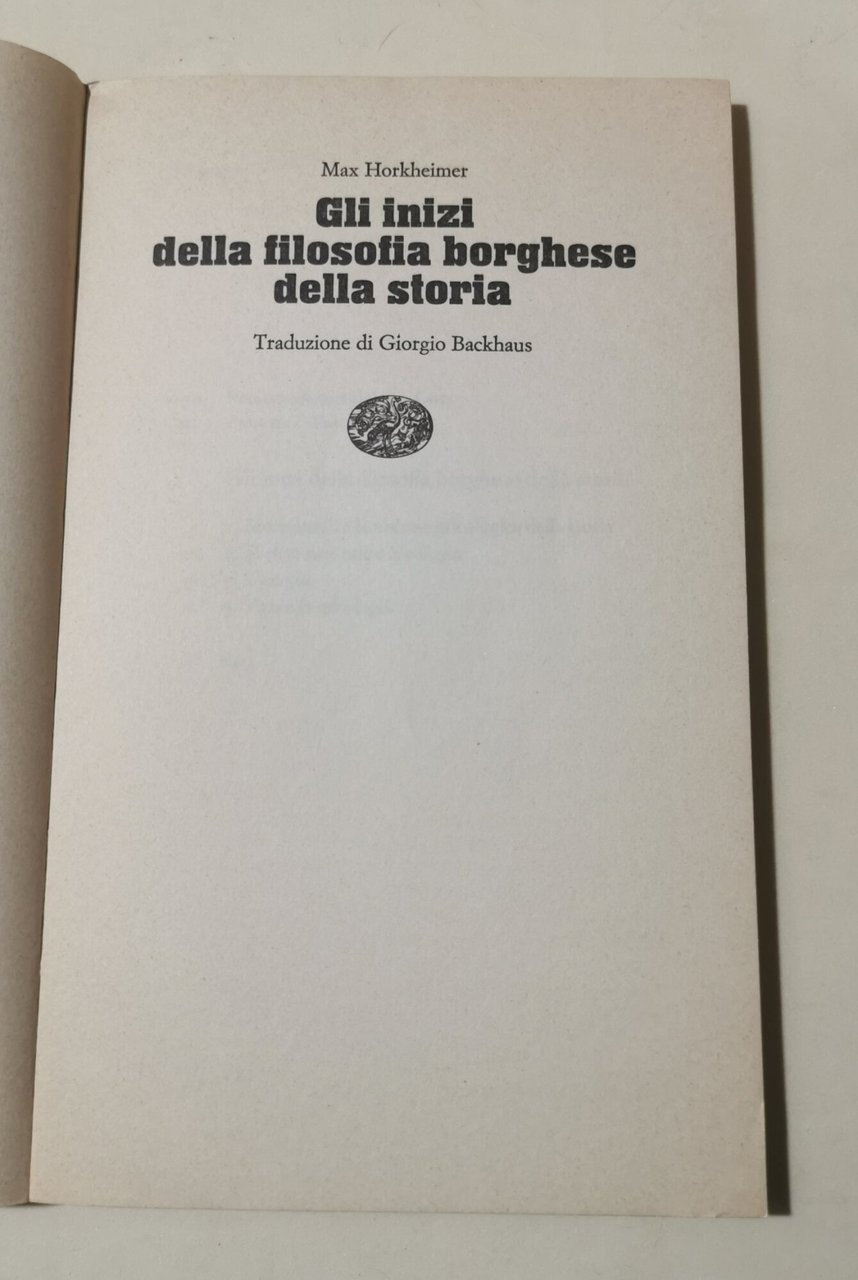 Max Horkheimer
Gli inizi
della filosofia borghese
della storia
Traduzione di Giorgio Backhaus